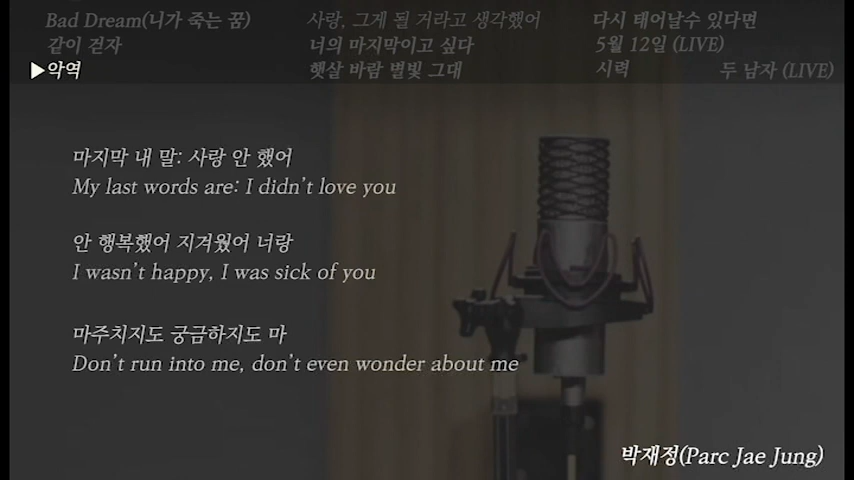 Bad Dream(니가 죽는 꿈)
사랑, 그게 될 거라고 생각했어
다시 태어날수 있다면
같이 걷자
너의 마지막이고 싶다
5월 12일 (LIVE)
▶악역
햇살 바람 별빛 그대
시력
두 남자 (LIVE)
마지막 내 말: 사랑 안 했어
My last words are: I didn't love you
안 행복했어 지겨웠어 너랑
I wasn't happy, I was sick of you
마주치지도 궁금하지도 마
Don't run into me, don't even wonder about me
박재정(Parc Jae Jung)